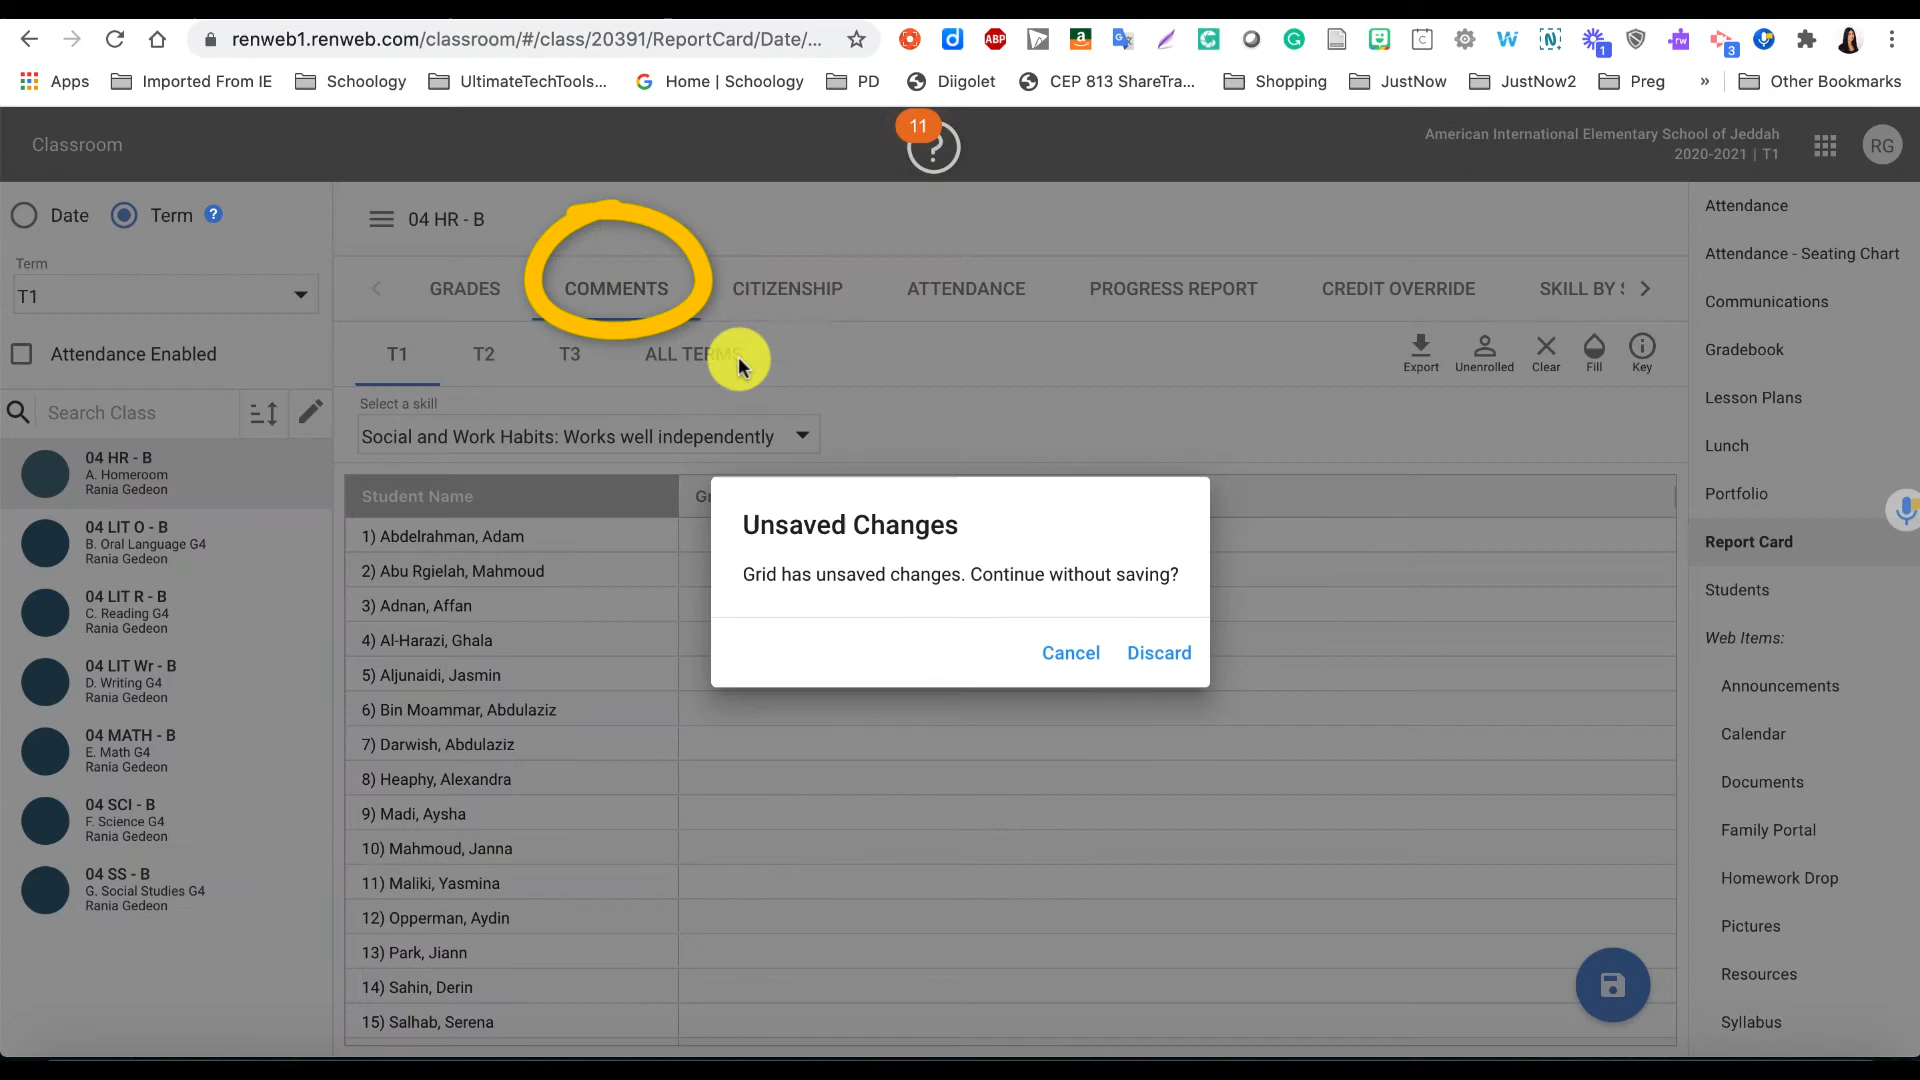 renweb1.renweb.com/classroom/#/class/20391/ReportCard/Date/...
ABP
1
rw
3
Apps
Imported From IE
Schoology
UltimateTechTools...
Home | Schoology
PD
Diigolet
CEP 813 ShareTra...
Shopping
JustNow
JustNow2
Preg
»
Other Bookmarks
Classroom
11
?
American International Elementary School of Jeddah
2020-2021 | T1
RG
Date
Term
?
Term
T1
Attendance Enabled
Search Class
04 HR - B
A. Homeroom
Rania Gedeon
04 LIT O - B
B. Oral Language G4
Rania Gedeon
04 LIT R - B
C. Reading G4
Rania Gedeon
04 LIT Wr - B
D. Writing G4
Rania Gedeon
04 MATH - B
E. Math G4
Rania Gedeon
04 SCI - B
F. Science G4
Rania Gedeon
04 SS - B
G. Social Studies G4
Rania Gedeon
04 HR - B
GRADES
COMMENTS
CITIZENSHIP
ATTENDANCE
PROGRESS REPORT
CREDIT OVERRIDE
SKILL BY
T1
T2
T3
ALL TERMS
Export
Unenrolled
Clear
Fill
Key
Select a skill
Social and Work Habits: Works well independently
Student Name
1) Abdelrahman, Adam
2) Abu Rgielah, Mahmoud
3) Adnan, Affan
4) Al-Harazi, Ghala
5) Aljunaidi, Jasmin
6) Bin Moammar, Abdulaziz
7) Darwish, Abdulaziz
8) Heaphy, Alexandra
9) Madi, Aysha
10) Mahmoud, Janna
11) Maliki, Yasmina
12) Opperman, Aydin
13) Park, Jiann
14) Sahin, Derin
15) Salhab, Serena
Unsaved Changes
Grid has unsaved changes. Continue without saving?
Cancel
Discard
Attendance
Attendance - Seating Chart
Communications
Gradebook
Lesson Plans
Lunch
Portfolio
Report Card
Students
Web Items:
Announcements
Calendar
Documents
Family Portal
Homework Drop
Pictures
Resources
Syllabus